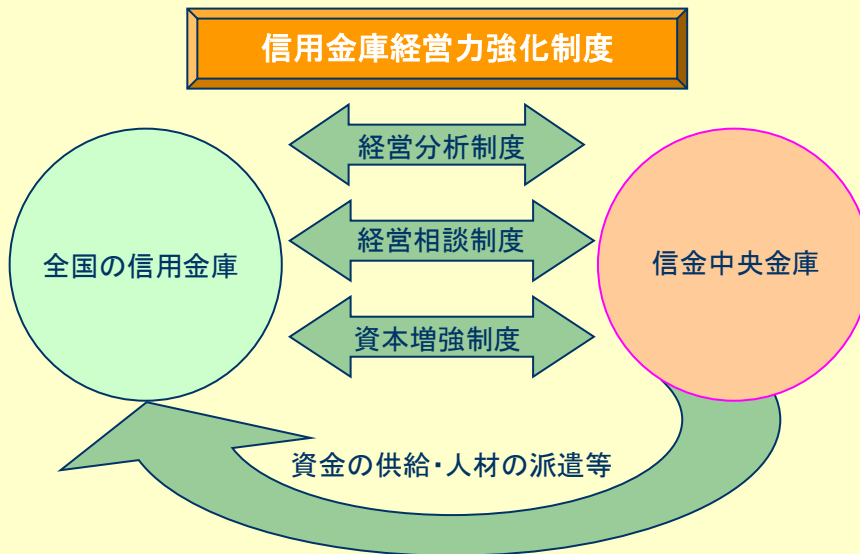 信用金庫経営力強化制度
経営分析制度
経営相談制度
全国の信用金庫
信金中央金庫
資本増強制度
資金の供給・人材の派遣等